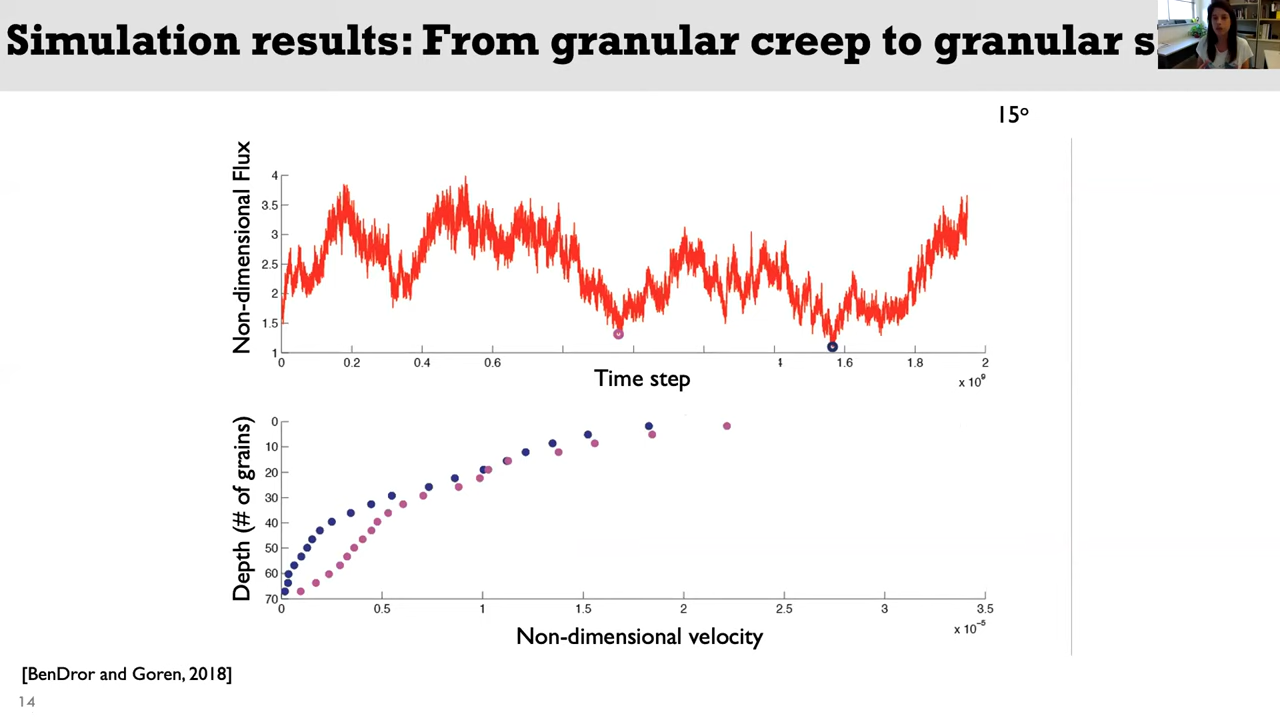 Simulation results: From granular creep to granular s
15°
Non-dimensional Flux
4
3.5
3
2.5
2
1.5
1
0 0.2 0.4 0.6 1.6 1.8 2
Time step
x 10⁹
Depth (# of grains)
0
10
20
30
40
50
60
70
0 0.5 1 1.5 2 2.5 3 3.5
Non-dimensional velocity
x 10⁻⁵
[BenDror and Goren, 2018]
14